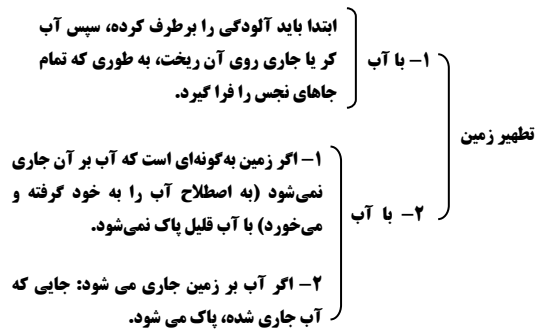 تطهیر زمین
۱– با آب
ابتدا باید آلودگی را برطرف کرده، سپس آب
کر یا جاری روی آن ریخت، به طوری که تمام
جاهای نجس را فرا گیرد.
۲– با آب
۱– اگر زمین به‌گونه‌ای است که آب بر آن جاری
نمی‌شود (به اصطلاح آب را به خود گرفته و
می‌خورد) با آب قلیل پاک نمی‌شود.
۲– اگر آب بر زمین جاری می شود: جایی که
آب جاری شده، پاک می شود.